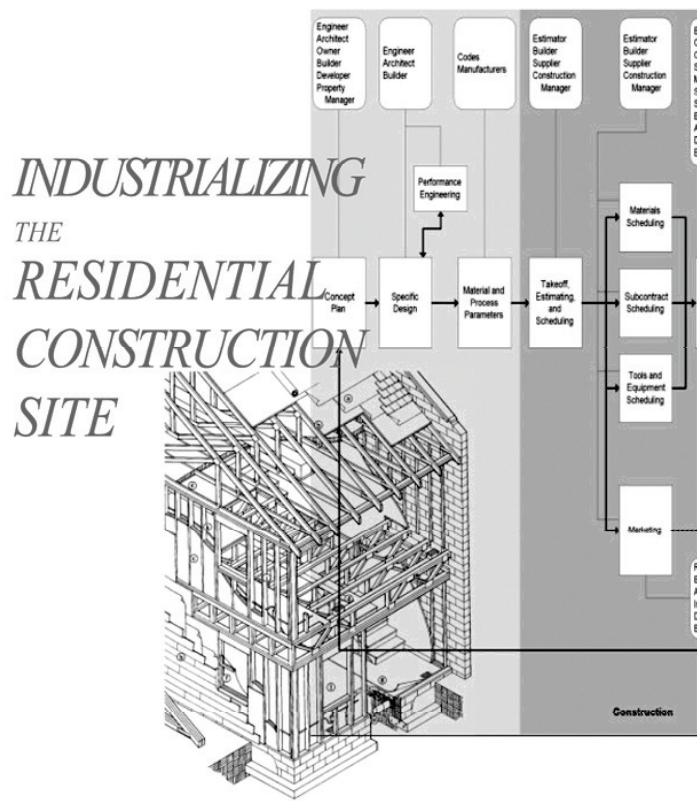 Engineer
Architect
Owner
Builder
Developer
Property
Manager
Engineer
Architect
Builder
Codes
Manufacturers
Estimator
Builder
Supplier
Construction
Manager
Estimator
Builder
Supplier
Construction
Manager
INDUSTRIALIZING
THE
RESIDENTIAL
CONSTRUCTION
SITE
Performance
Engineering
Materials
Scheduling
Concept
Plan
Specific
Design
Material and
Process
Parameters
Takeoff,
Estimating,
and
Scheduling
Subcontract
Scheduling
Tools and
Equipment
Scheduling
Marketing
Construction